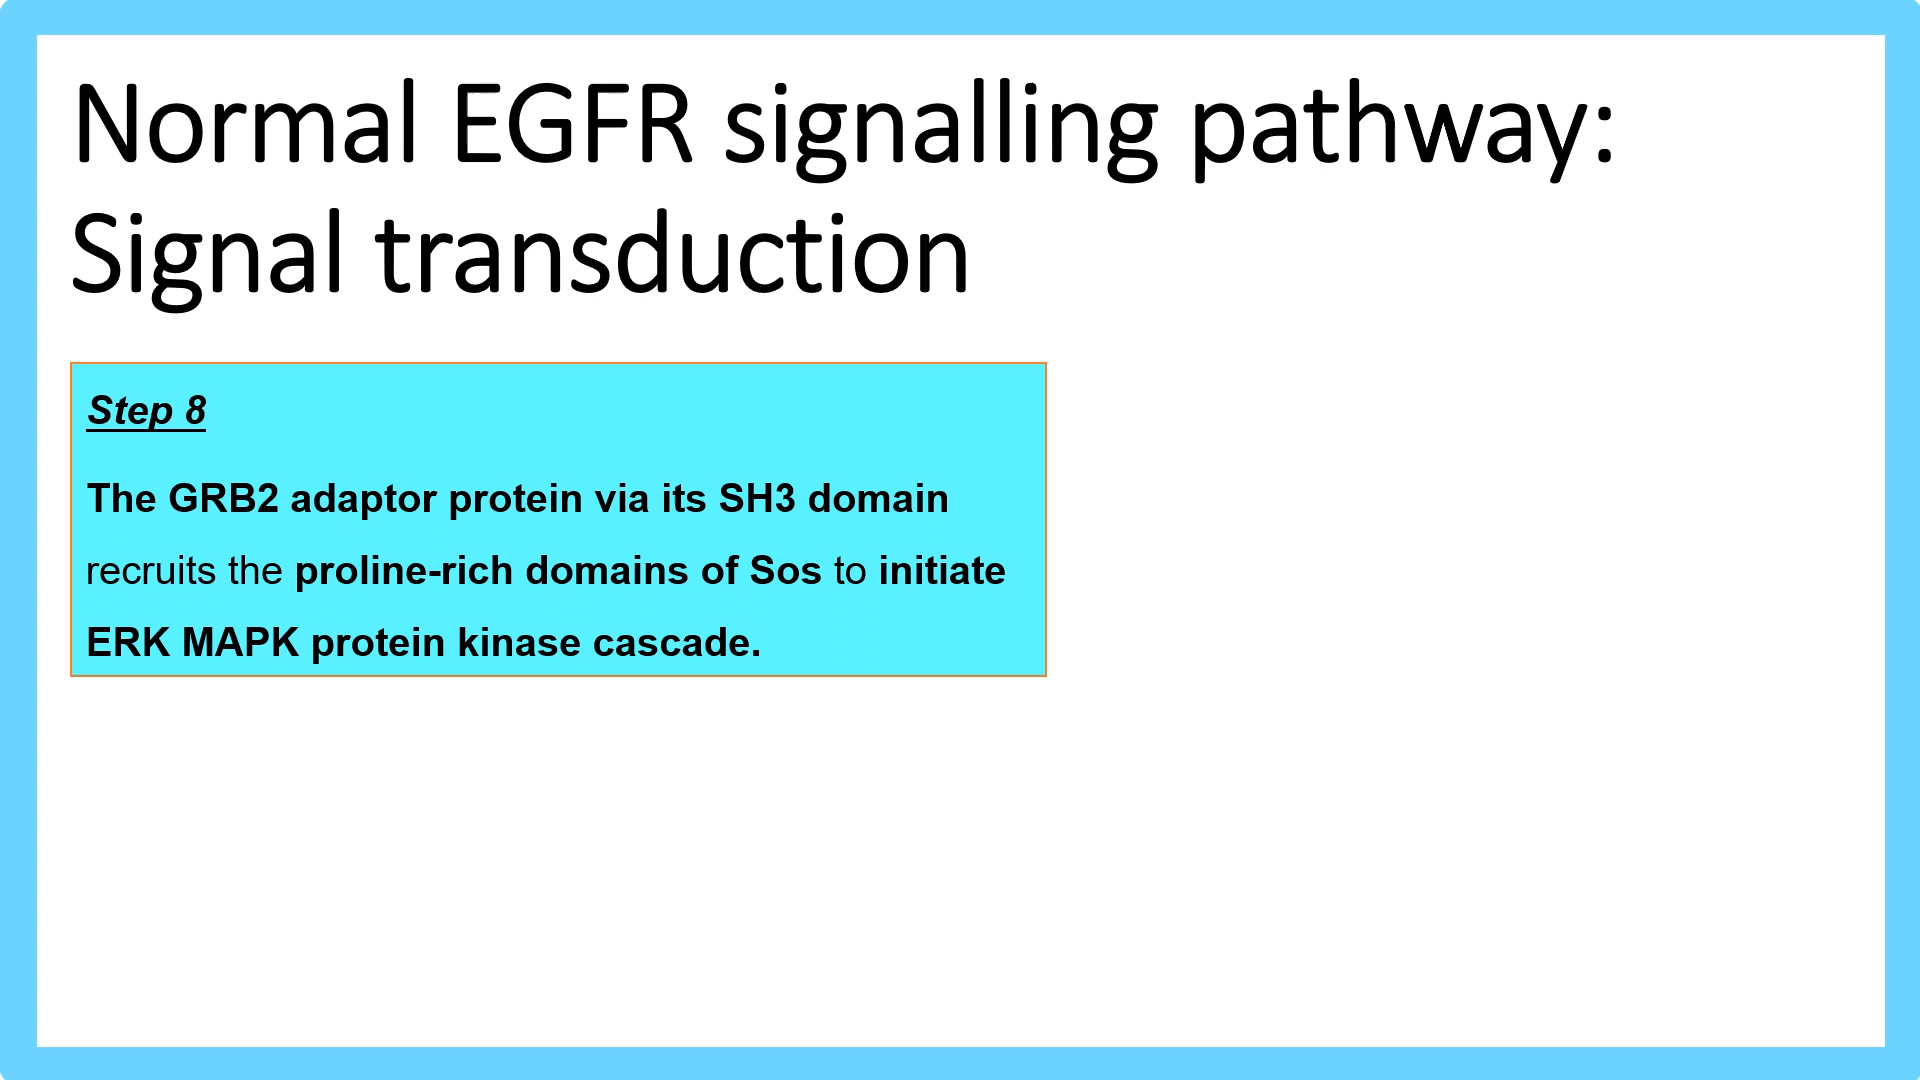 Normal EGFR signalling pathway:
Signal transduction
Step 8
The GRB2 adaptor protein via its SH3 domain
recruits the proline-rich domains of Sos to initiate
ERK MAPK protein kinase cascade.